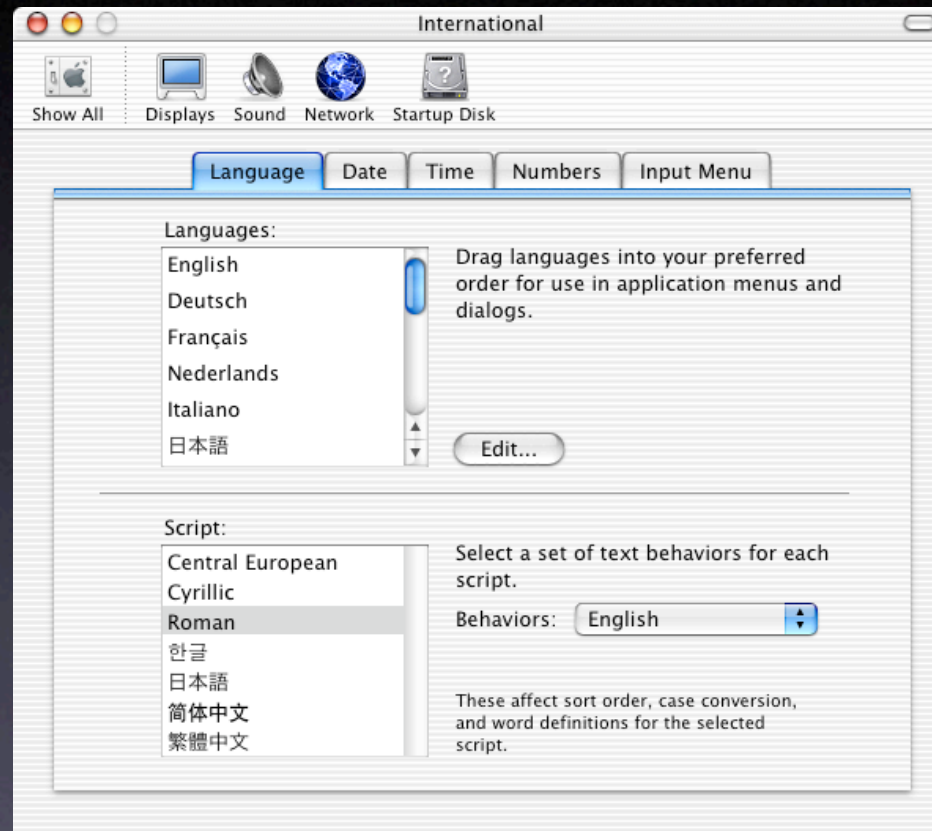 International
Show All Displays Sound Network Startup Disk
Language Date Time Numbers Input Menu
Languages:
English
Deutsch
Français
Nederlands
Italiano
日本語
Drag languages into your preferred
order for use in application menus and
dialogs.
Edit...
Script:
Central European
Cyrillic
Roman
한글
日本語
简体中文
繁體中文
Select a set of text behaviors for each
script.
Behaviors: English
These affect sort order, case conversion,
and word definitions for the selected
script.